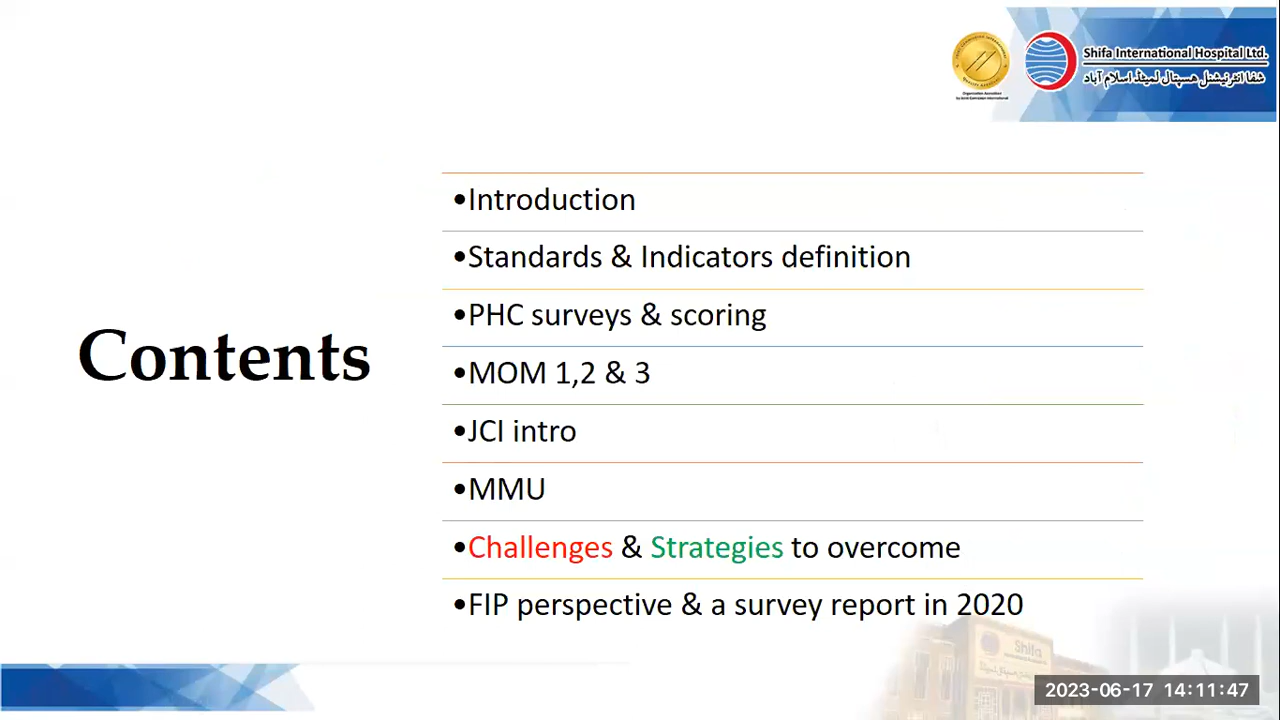 Shifa International Hospital Ltd.
شفا انٹرنیشنل ہسپتال لمیٹڈ اسلام آباد
•Introduction
•Standards & Indicators definition
•PHC surveys & scoring
Contents
•MOM 1,2 & 3
•JCI intro
•MMU
•Challenges & Strategies to overcome
•FIP perspective & a survey report in 2020
Shifa
2023-06-17 14:11:47